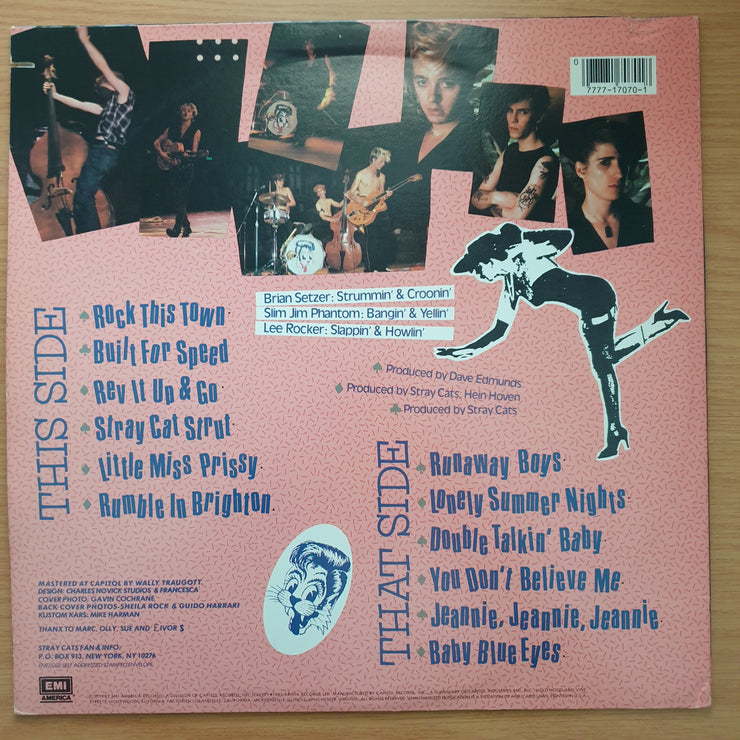 0
7777-17070-1
Brian Setzer: Strummin' & Croonin'
Slim Jim Phantom: Bangin' & Yellin'
Lee Rocker: Slappin' & Howlin'
THIS SIDE
Rock This Town
Built For Speed
Rev It Up & Go
Stray Cat Strut
Little Miss Prissy
Rumble In Brighton
Produced by Dave Edmunds
Produced by Stray Cats, Hein Hoven
Produced by Stray Cats
THAT SIDE
Runaway Boys
Lonely Summer Nights
Double Talkin' Baby
You Don't Believe Me
Jeannie, Jeannie, Jeannie
Baby Blue Eyes
MASTERED AT CAPITOL BY WALLY TRAUGOTT.
DESIGN: CHARLES NOVICK STUDIOS & FRANCESCA
COVER PHOTO: GAVIN COCHRANE
BACK COVER PHOTOS-SHEILA ROCK & GUIDO HARRARI
KUSTOM KARS: MIKE HARMAN
THANX TO MARC, OLLY, SUE AND £IVOR $
STRAY CATS FAN & INFO:
P.O. BOX 913, NEW YORK, NY 10276
ENCLOSE SELF ADDRESSED STAMPED ENVELOPE
EMI
AMERICA